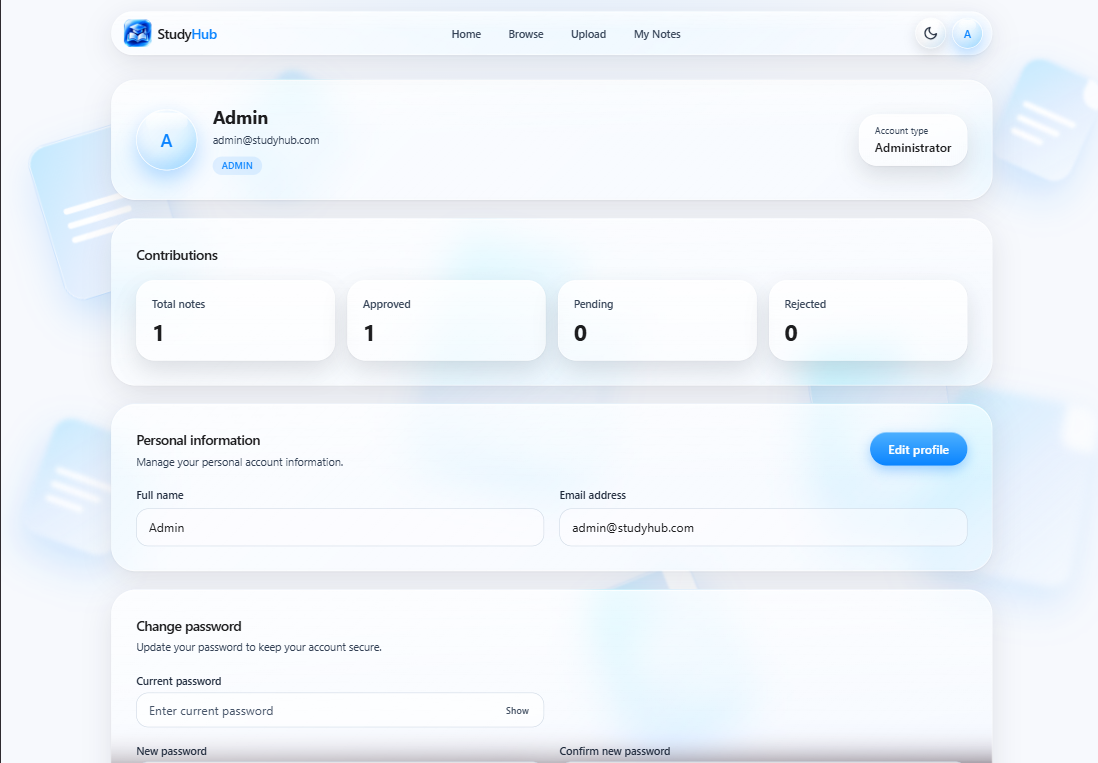 StudyHub
Home Browse Upload My Notes
A
A
Admin
admin@studyhub.com
ADMIN
Account type
Administrator
Contributions
Total notes Approved Pending Rejected
1 1 0 0
Personal information
Manage your personal account information.
Edit profile
Full name Email address
Admin admin@studyhub.com
Change password
Update your password to keep your account secure.
Current password
Enter current password Show
New password Confirm new password